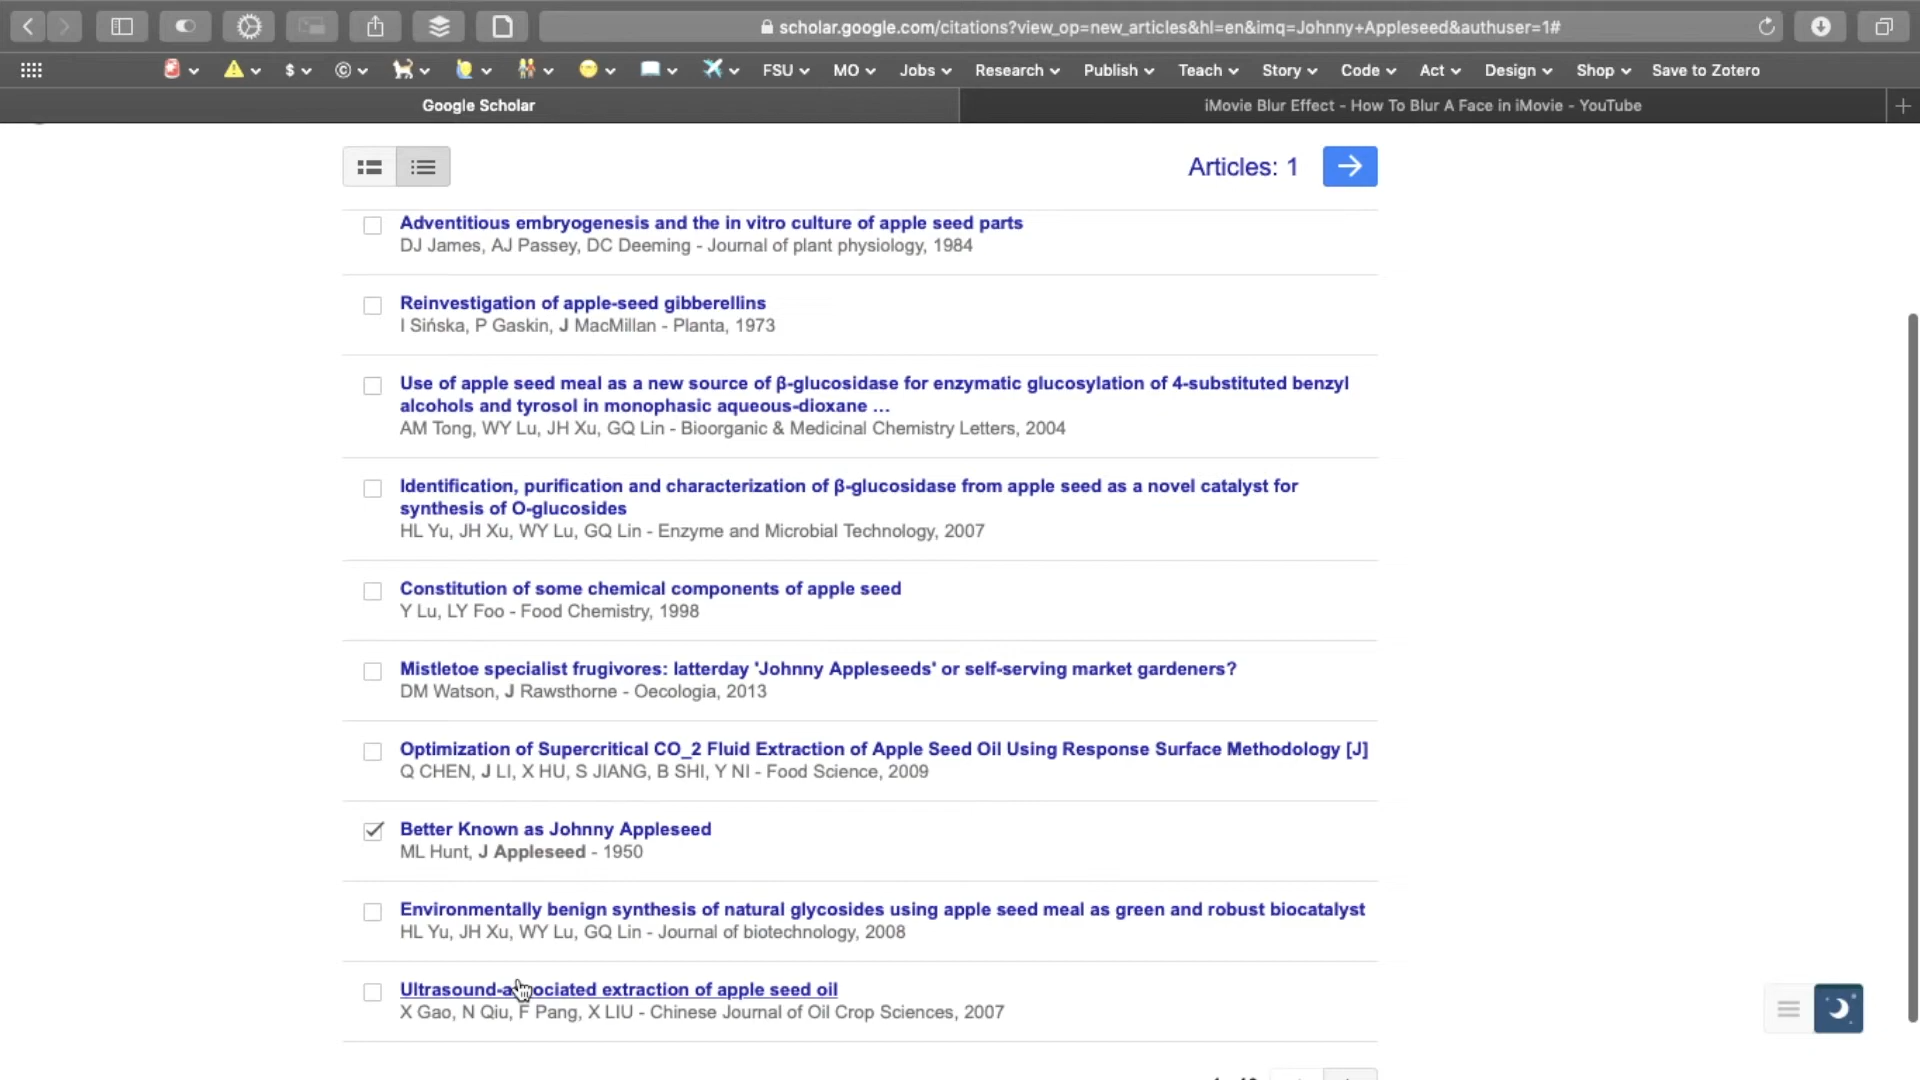 scholar.google.com/citations?view_op=new_articles&hl=en&imq=Johnny+Appleseed&authuser=1#
$ © FSU MO Jobs Research Publish Teach Story Code Act Design Shop Save to Zotero
Google Scholar iMovie Blur Effect - How To Blur A Face in iMovie - YouTube
Articles: 1
Adventitious embryogenesis and the in vitro culture of apple seed parts
DJ James, AJ Passey, DC Deeming - Journal of plant physiology, 1984
Reinvestigation of apple-seed gibberellins
I Sińska, P Gaskin, J MacMillan - Planta, 1973
Use of apple seed meal as a new source of β-glucosidase for enzymatic glucosylation of 4-substituted benzyl
alcohols and tyrosol in monophasic aqueous-dioxane ...
AM Tong, WY Lu, JH Xu, GQ Lin - Bioorganic & Medicinal Chemistry Letters, 2004
Identification, purification and characterization of β-glucosidase from apple seed as a novel catalyst for
synthesis of O-glucosides
HL Yu, JH Xu, WY Lu, GQ Lin - Enzyme and Microbial Technology, 2007
Constitution of some chemical components of apple seed
Y Lu, LY Foo - Food Chemistry, 1998
Mistletoe specialist frugivores: latterday 'Johnny Appleseeds' or self-serving market gardeners?
DM Watson, J Rawsthorne - Oecologia, 2013
Optimization of Supercritical CO_2 Fluid Extraction of Apple Seed Oil Using Response Surface Methodology [J]
Q CHEN, J LI, X HU, S JIANG, B SHI, Y NI - Food Science, 2009
Better Known as Johnny Appleseed
ML Hunt, J Appleseed - 1950
Environmentally benign synthesis of natural glycosides using apple seed meal as green and robust biocatalyst
HL Yu, JH Xu, WY Lu, GQ Lin - Journal of biotechnology, 2008
Ultrasound-associated extraction of apple seed oil
X Gao, N Qiu, F Pang, X LIU - Chinese Journal of Oil Crop Sciences, 2007